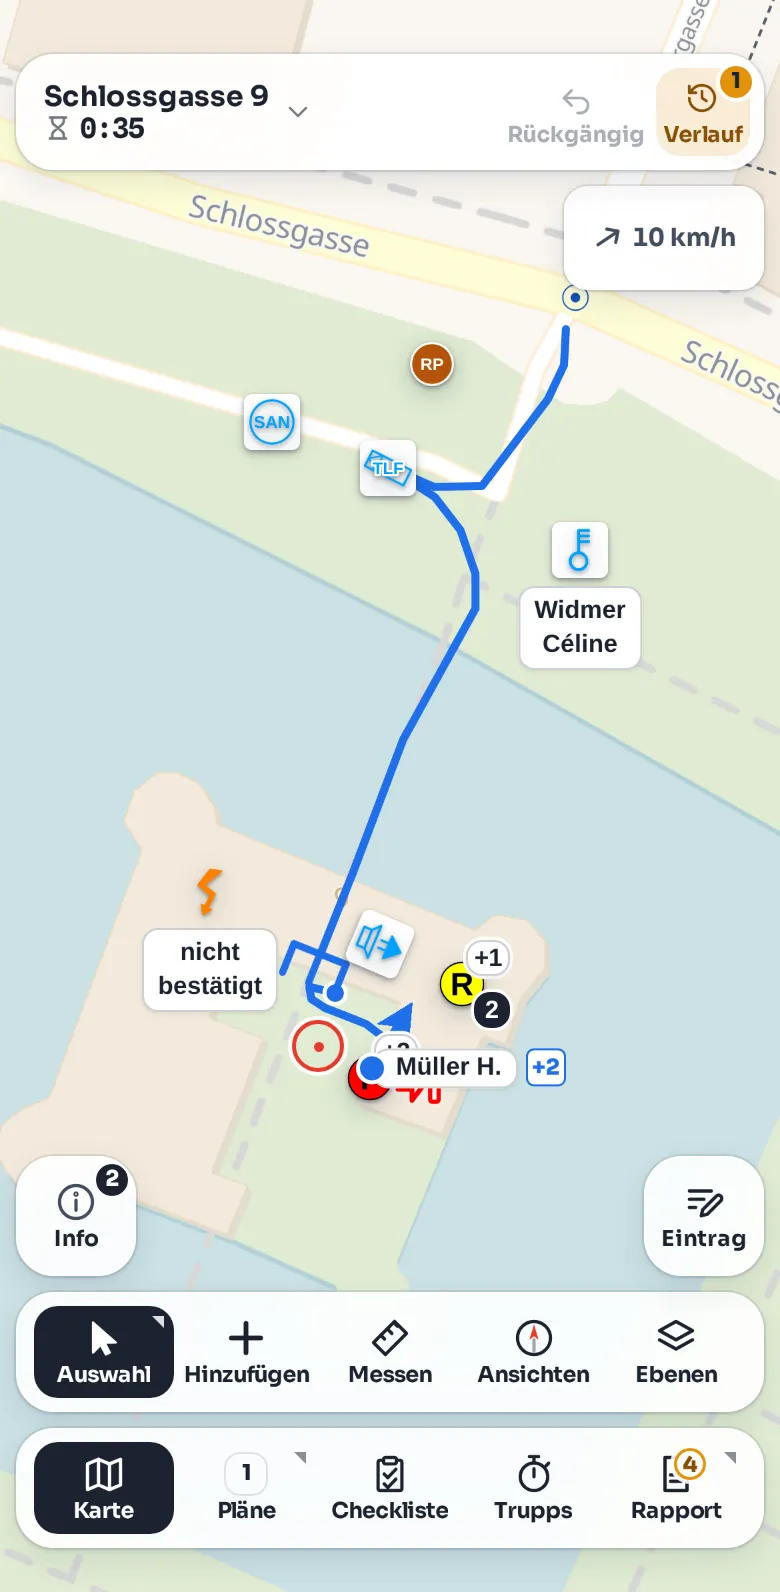 Schlossgasse 9
0:35
Rückgängig
1
Verlauf
Schlossgasse
10 km/h
RP
SAN
TLF
Widmer
Céline
nicht
bestätigt
+1
R
2
Müller H.
+2
2
Info
Eintrag
Auswahl
Hinzufügen
Messen
Ansichten
Ebenen
Karte
1
Pläne
Checkliste
Trupps
4
Rapport